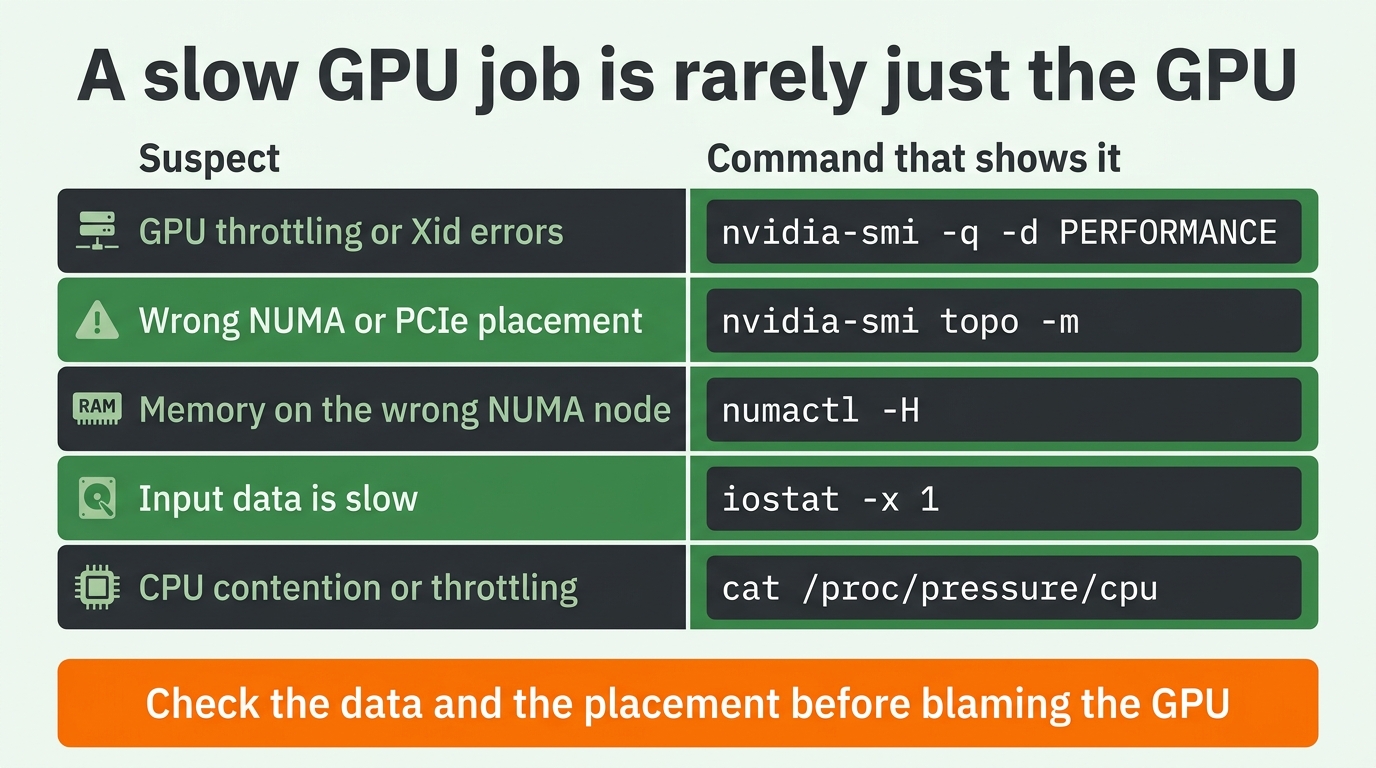 A slow GPU job is rarely just the GPU
Suspect
Command that shows it
GPU throttling or Xid errors
nvidia-smi -q -d PERFORMANCE
Wrong NUMA or PCIe placement
nvidia-smi topo -m
RAM
Memory on the wrong NUMA node
numactl -H
Input data is slow
iostat -x 1
CPU contention or throttling
cat /proc/pressure/cpu
Check the data and the placement before blaming the GPU